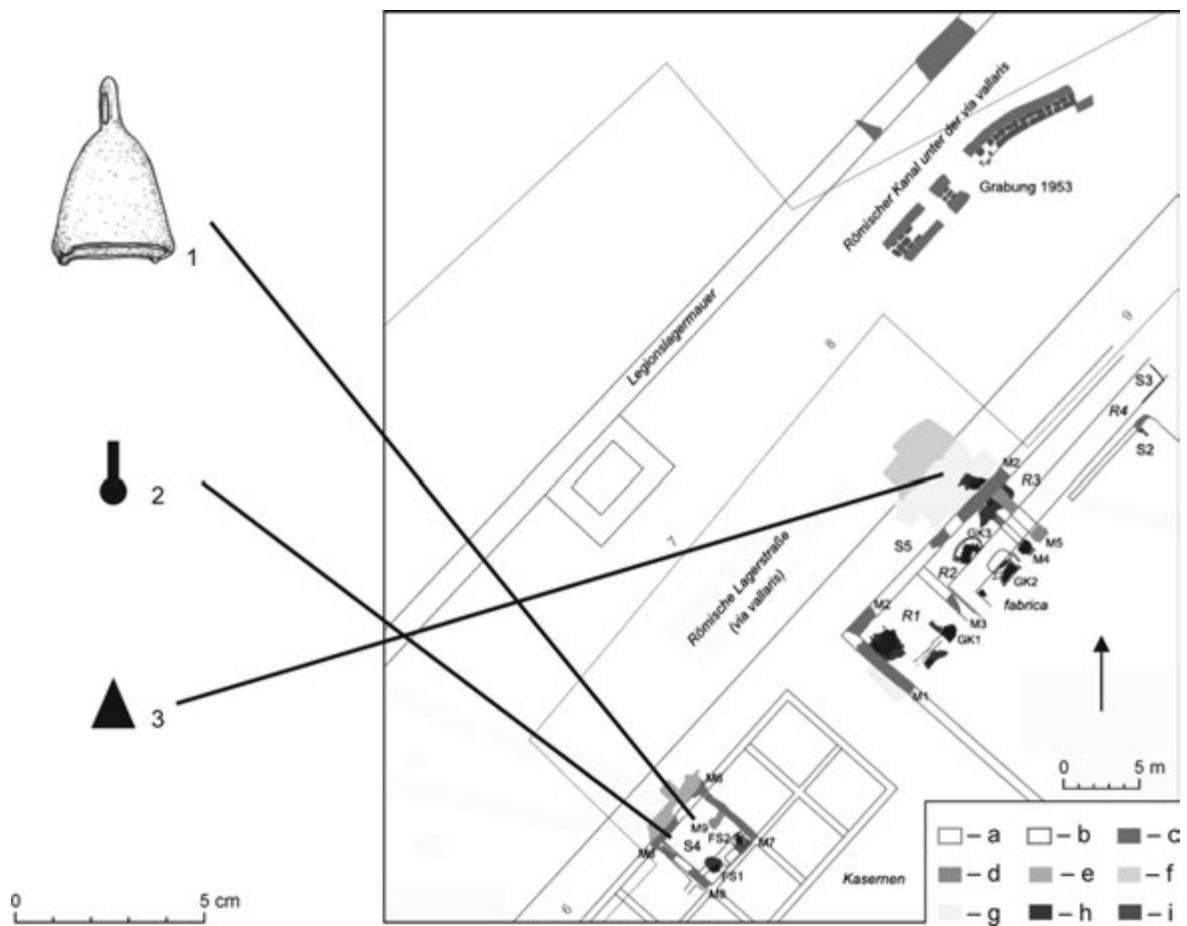 1
2
3
0 5 cm
Legionslagermauer
Römischer Kanal unter der via vallaris
Grabung 1953
8
9
7
6
Römische Lagerstraße
(via vallaris)
S3
R4
S2
M2
R3
GK3
M5
S5
R2
M4
GK2
fabrica
M2
R1
M3
GK1
M1
0 5 m
M6
M9
FS2
M7
S4
FS1
M8
Kasernen
a
b
c
d
e
f
g
h
i